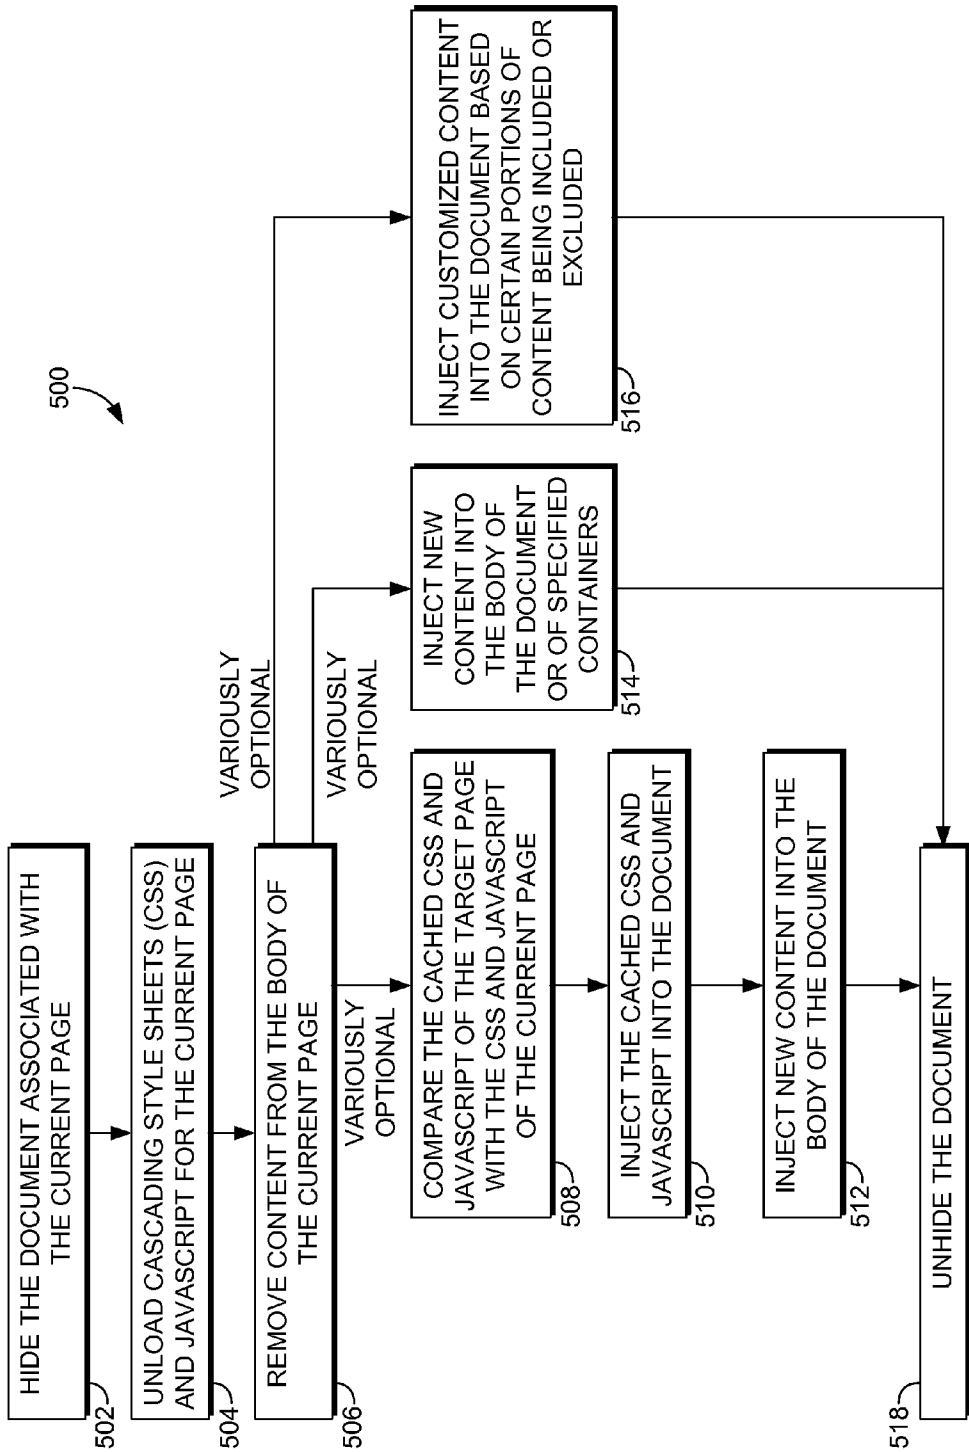 500
HIDE THE DOCUMENT ASSOCIATED WITH
THE CURRENT PAGE
502
UNLOAD CASCADING STYLE SHEETS (CSS)
AND JAVASCRIPT FOR THE CURRENT PAGE
504
REMOVE CONTENT FROM THE BODY OF
THE CURRENT PAGE
506
VARIOUSLY
OPTIONAL
VARIOUSLY
OPTIONAL
VARIOUSLY
OPTIONAL
COMPARE THE CACHED CSS AND
JAVASCRIPT OF THE TARGET PAGE
WITH THE CSS AND JAVASCRIPT
OF THE CURRENT PAGE
508
INJECT THE CACHED CSS AND
JAVASCRIPT INTO THE DOCUMENT
510
INJECT NEW CONTENT INTO THE
BODY OF THE DOCUMENT
512
INJECT NEW
CONTENT INTO
THE BODY OF
THE DOCUMENT
OR OF SPECIFIED
CONTAINERS
514
INJECT CUSTOMIZED CONTENT
INTO THE DOCUMENT BASED
ON CERTAIN PORTIONS OF
CONTENT BEING INCLUDED OR
EXCLUDED
516
UNHIDE THE DOCUMENT
518